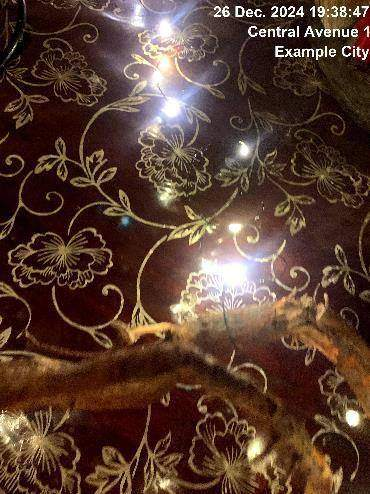 26 Dec. 2024 19:38:47
Central Avenue 1
Example City